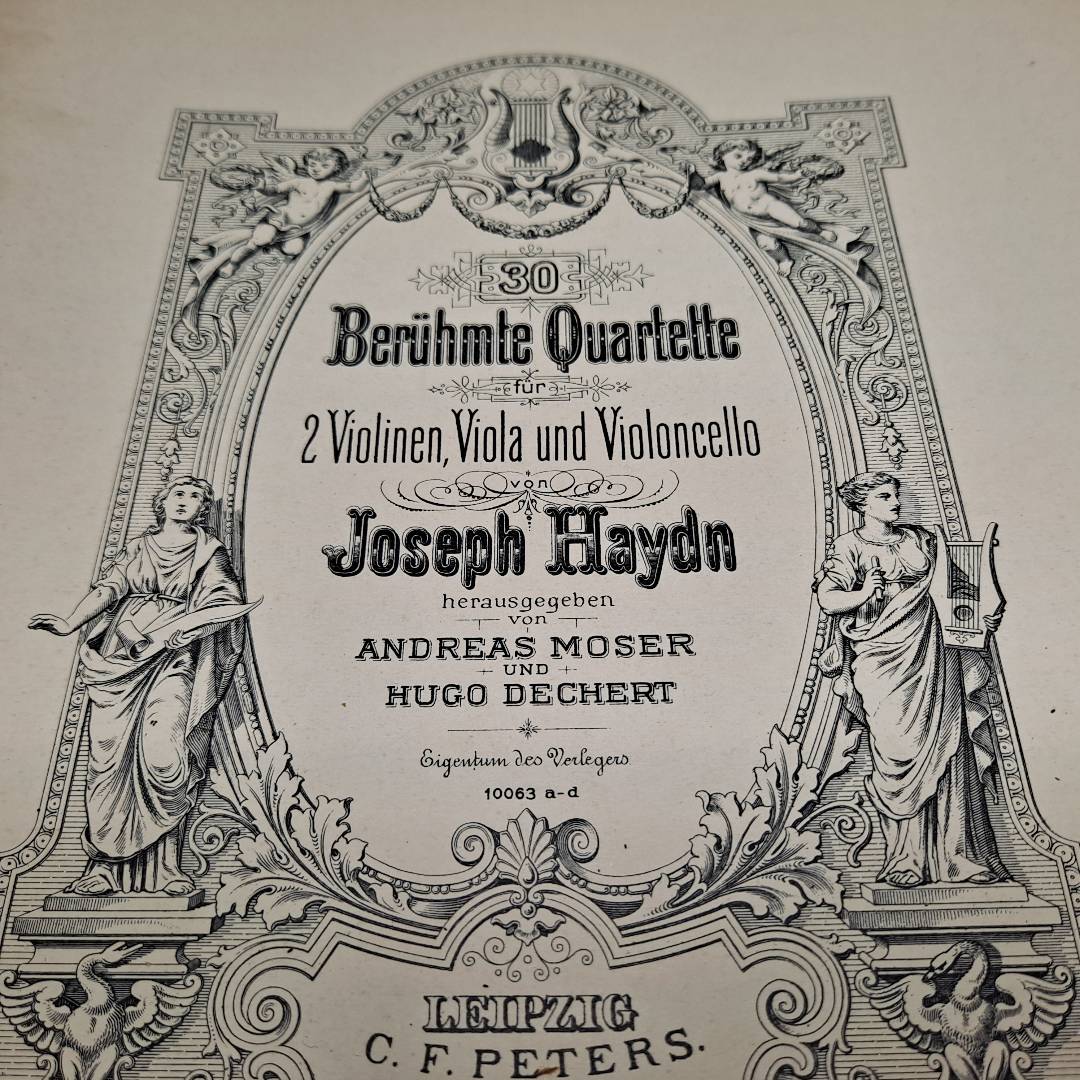 30
Berühmte Quartette
für
2 Violinen, Viola und Violoncello
von
Joseph Haydn
herausgegeben
von
ANDREAS MOSER
UND
HUGO DECHERT
Eigentum des Verlegers.
10063 a-d
LEIPZIG
C. F. PETERS.